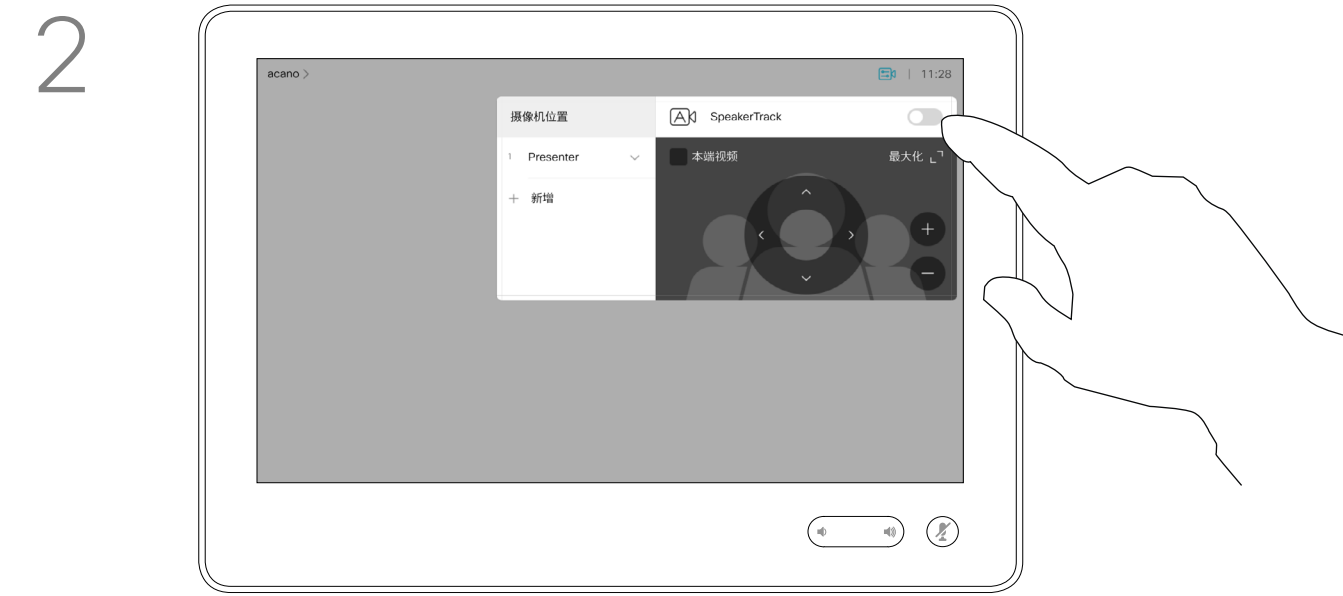 2
acano >
11:28
摄像机位置
SpeakerTrack
1 Presenter
本端视频
最大化
+ 新增